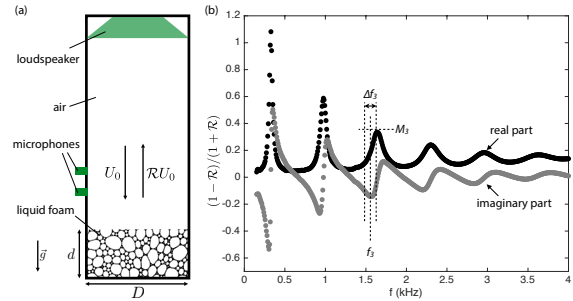 (a)
loudspeaker
air
microphones
U₀
ℛU₀
liquid foam
g⃗
d
D
(b)
(1 − ℛ)/(1 + ℛ)
1.2
1.0
0.8
0.6
0.4
0.2
0
-0.2
-0.4
-0.6
Δf₃
M₃
real part
imaginary part
f₃
0 0.5 1 1.5 2 2.5 3 3.5 4
f (kHz)